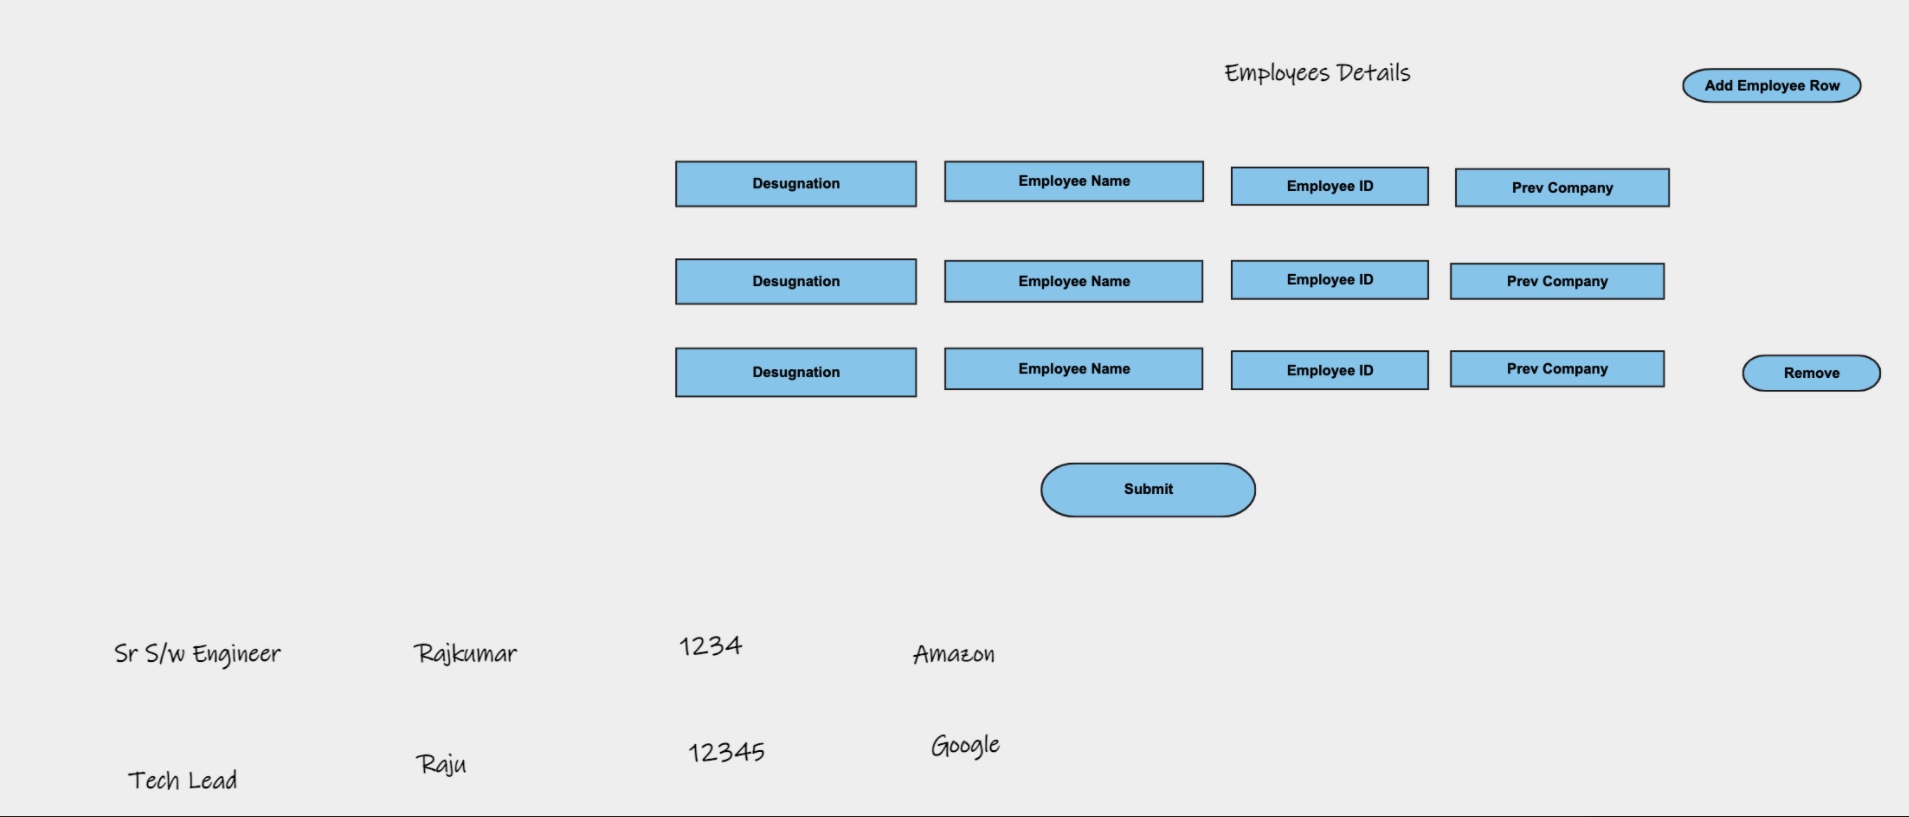 Employees Details
Add Employee Row
Desugnation Employee Name Employee ID Prev Company
Desugnation Employee Name Employee ID Prev Company
Desugnation Employee Name Employee ID Prev Company Remove
Submit
Sr S/w Engineer Rajkumar 1234 Amazon
Tech Lead Raju 12345 Google